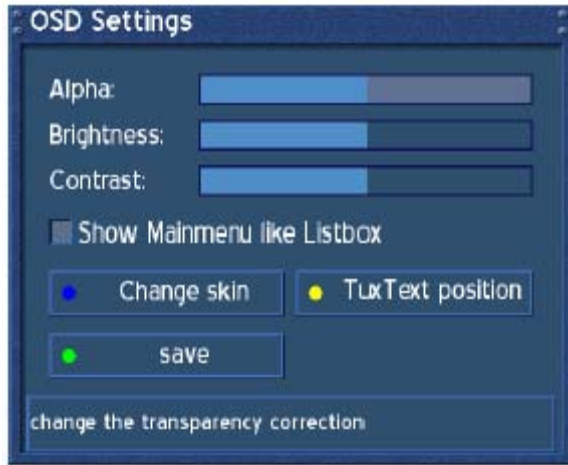 OSD Settings
Alpha:
Brightness:
Contrast:
Show Mainmenu like Listbox
Change skin
TuxText position
save
change the transparency correction